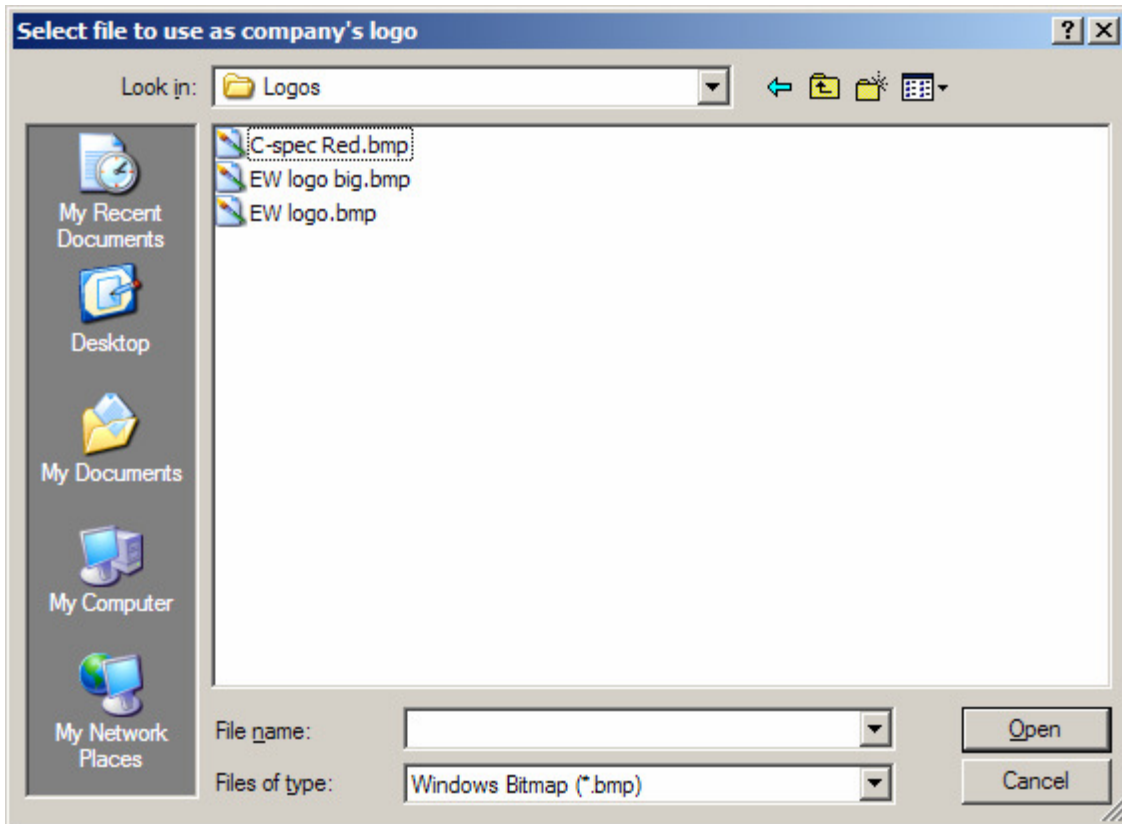 Select file to use as company's logo
Look in:
Logos
C-spec Red.bmp
EW logo big.bmp
EW logo.bmp
My Recent
Documents
Desktop
My Documents
My Computer
My Network
Places
File name:
Open
Files of type:
Windows Bitmap (*.bmp)
Cancel